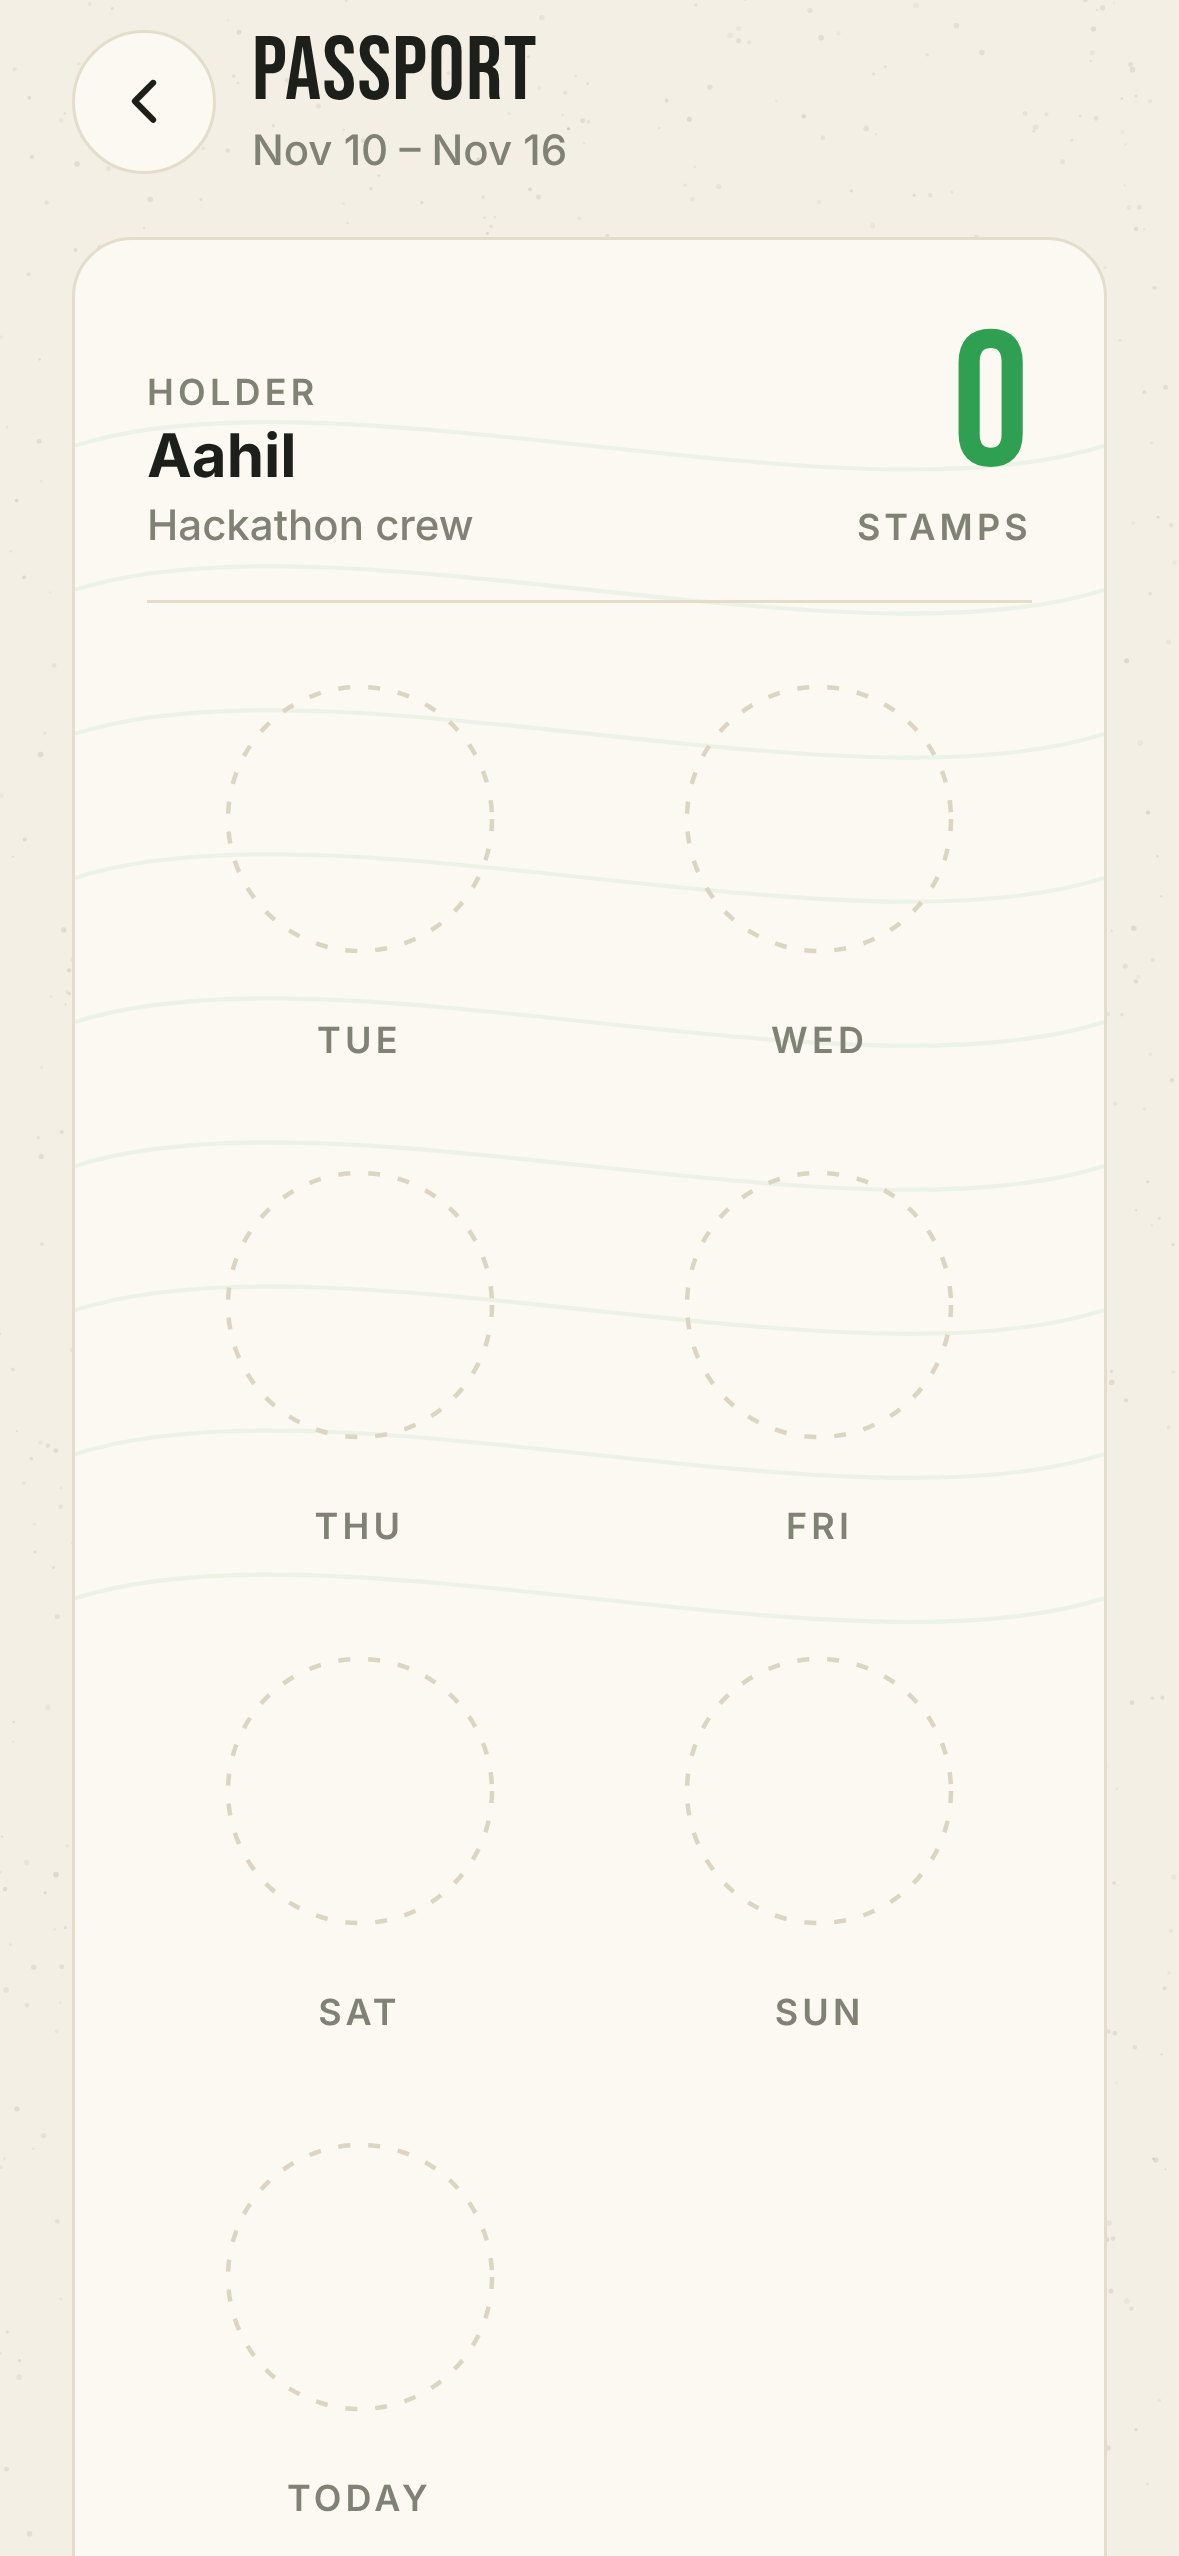 PASSPORT
Nov 10 – Nov 16
HOLDER
Aahil
Hackathon crew
0
STAMPS
TUE
WED
THU
FRI
SAT
SUN
TODAY